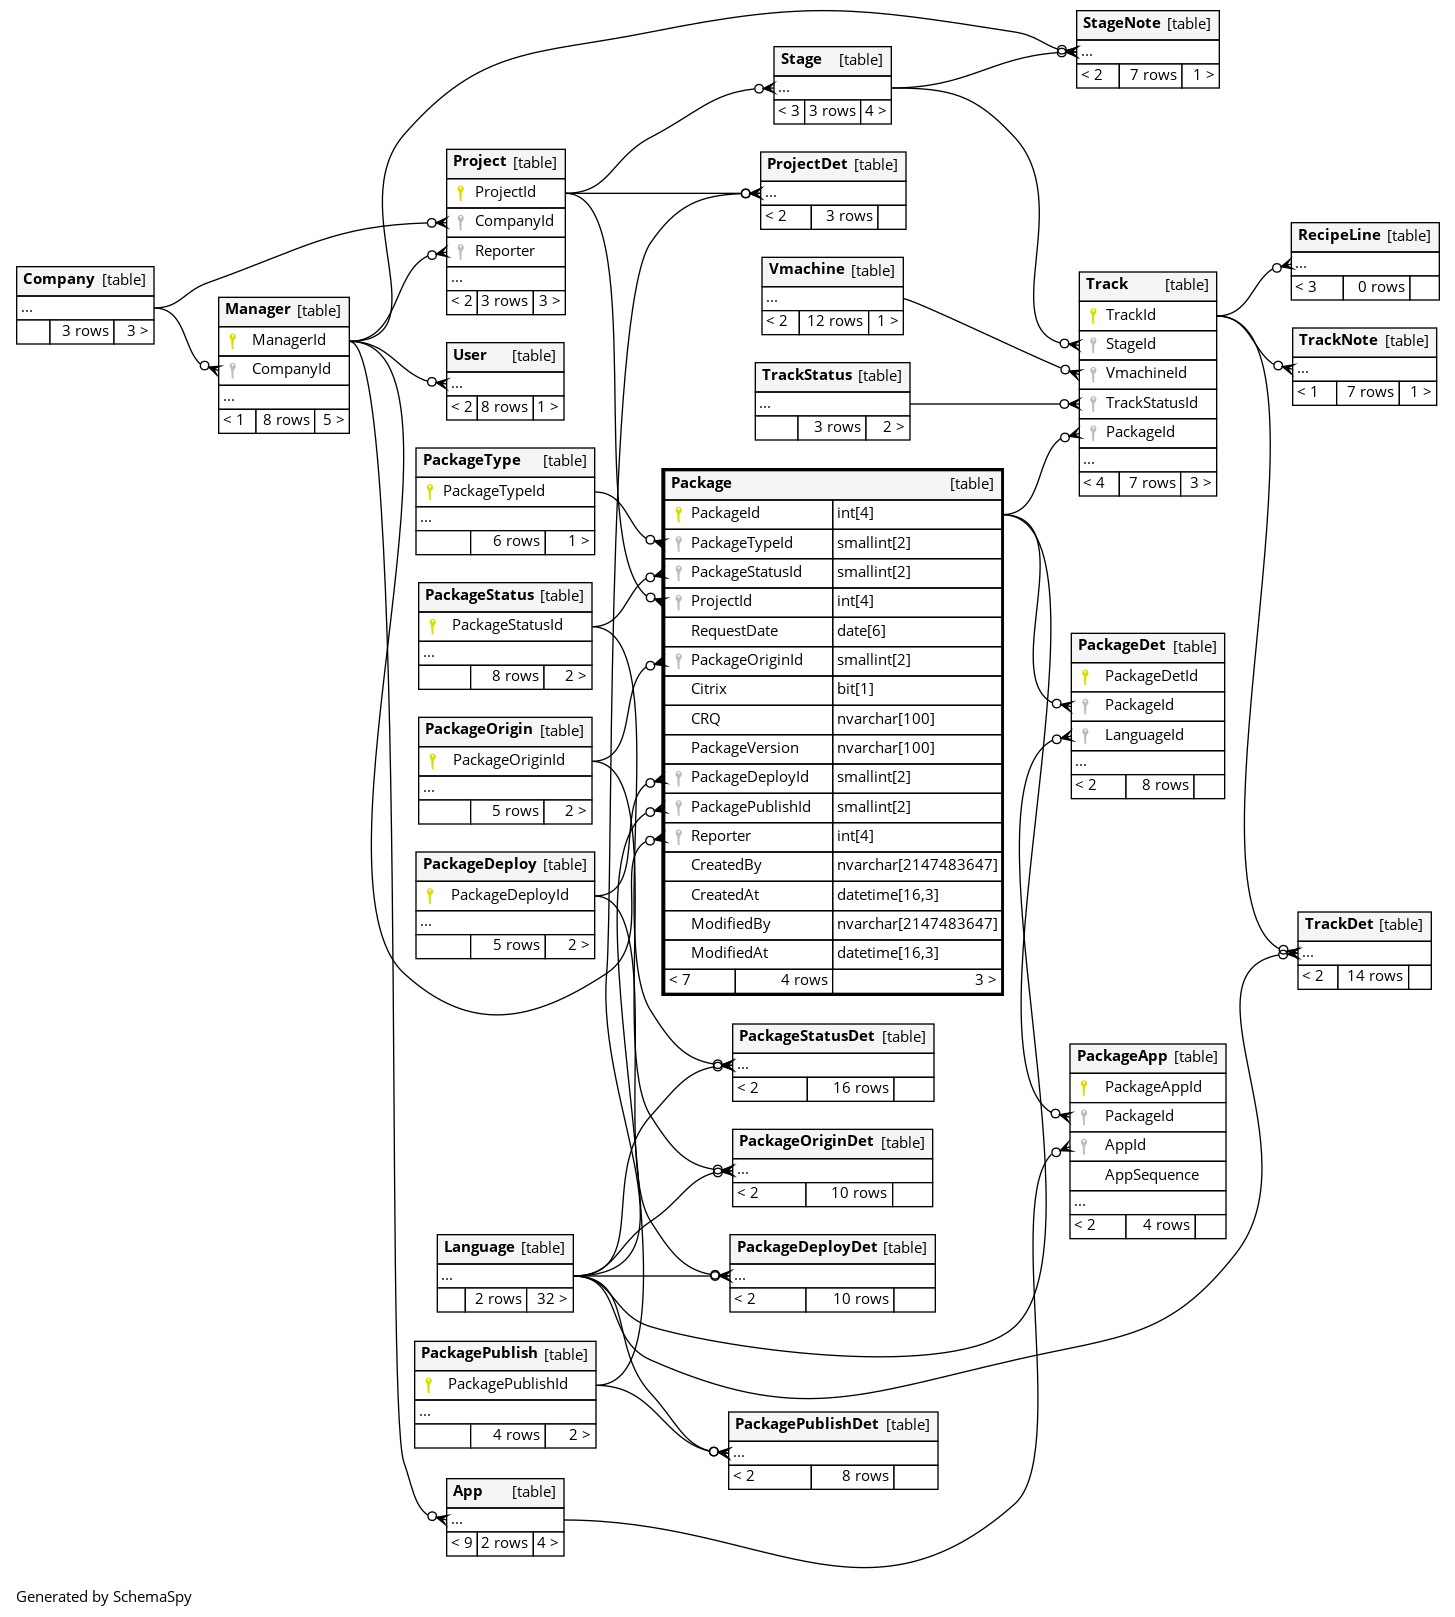 StageNote [table]
...
< 2 7 rows 1 >
Stage [table]
...
< 3 3 rows 4 >
Project [table]
ProjectId
CompanyId
Reporter
...
< 2 3 rows 3 >
ProjectDet [table]
...
< 2 3 rows
RecipeLine [table]
...
< 3 0 rows
Vmachine [table]
...
< 2 12 rows 1 >
Company [table]
...
3 rows 3 >
Track [table]
TrackId
StageId
VmachineId
TrackStatusId
PackageId
...
< 4 7 rows 3 >
Manager [table]
ManagerId
CompanyId
...
< 1 8 rows 5 >
TrackNote [table]
...
< 1 7 rows 1 >
User [table]
...
< 2 8 rows 1 >
TrackStatus [table]
...
3 rows 2 >
PackageType [table]
PackageTypeId
...
6 rows 1 >
Package [table]
PackageId int[4]
PackageTypeId smallint[2]
PackageStatusId smallint[2]
ProjectId int[4]
RequestDate date[6]
PackageOriginId smallint[2]
Citrix bit[1]
CRQ nvarchar[100]
PackageVersion nvarchar[100]
PackageDeployId smallint[2]
PackagePublishId smallint[2]
Reporter int[4]
CreatedBy nvarchar[2147483647]
CreatedAt datetime[16,3]
ModifiedBy nvarchar[2147483647]
ModifiedAt datetime[16,3]
< 7 4 rows 3 >
PackageStatus [table]
PackageStatusId
...
8 rows 2 >
PackageDet [table]
PackageDetId
PackageId
LanguageId
...
< 2 8 rows
PackageOrigin [table]
PackageOriginId
...
5 rows 2 >
PackageDeploy [table]
PackageDeployId
...
5 rows 2 >
TrackDet [table]
...
< 2 14 rows
PackageStatusDet [table]
...
< 2 16 rows
PackageApp [table]
PackageAppId
PackageId
AppId
AppSequence
...
< 2 4 rows
PackageOriginDet [table]
...
< 2 10 rows
Language [table]
...
2 rows 32 >
PackageDeployDet [table]
...
< 2 10 rows
PackagePublish [table]
PackagePublishId
...
4 rows 2 >
PackagePublishDet [table]
...
< 2 8 rows
App [table]
...
< 9 2 rows 4 >
Generated by SchemaSpy